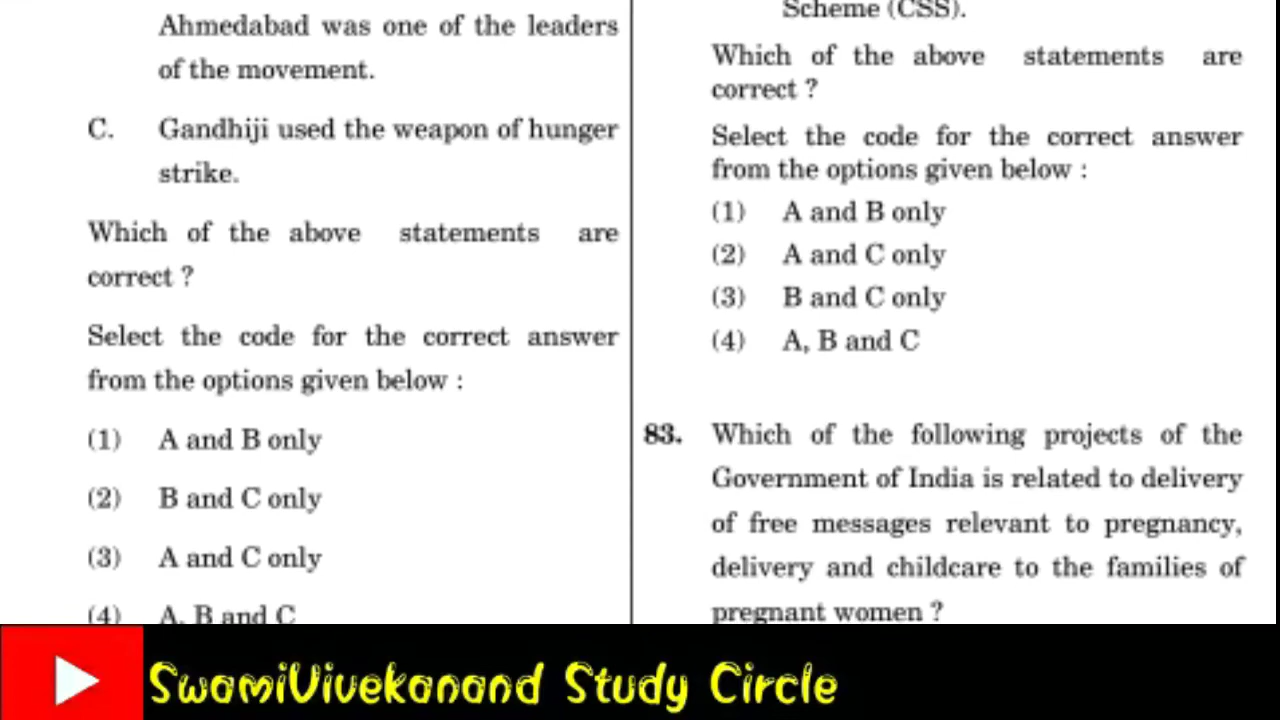 Ahmedabad was one of the leaders
of the movement.
C. Gandhiji used the weapon of hunger
strike.
Which of the above statements are
correct ?
Select the code for the correct answer
from the options given below :
(1) A and B only
(2) B and C only
(3) A and C only
(4) A, B and C
Scheme (CSS).
Which of the above statements are
correct ?
Select the code for the correct answer
from the options given below :
(1) A and B only
(2) A and C only
(3) B and C only
(4) A, B and C
83. Which of the following projects of the
Government of India is related to delivery
of free messages relevant to pregnancy,
delivery and childcare to the families of
pregnant women ?
SwamiVivekanand Study Circle